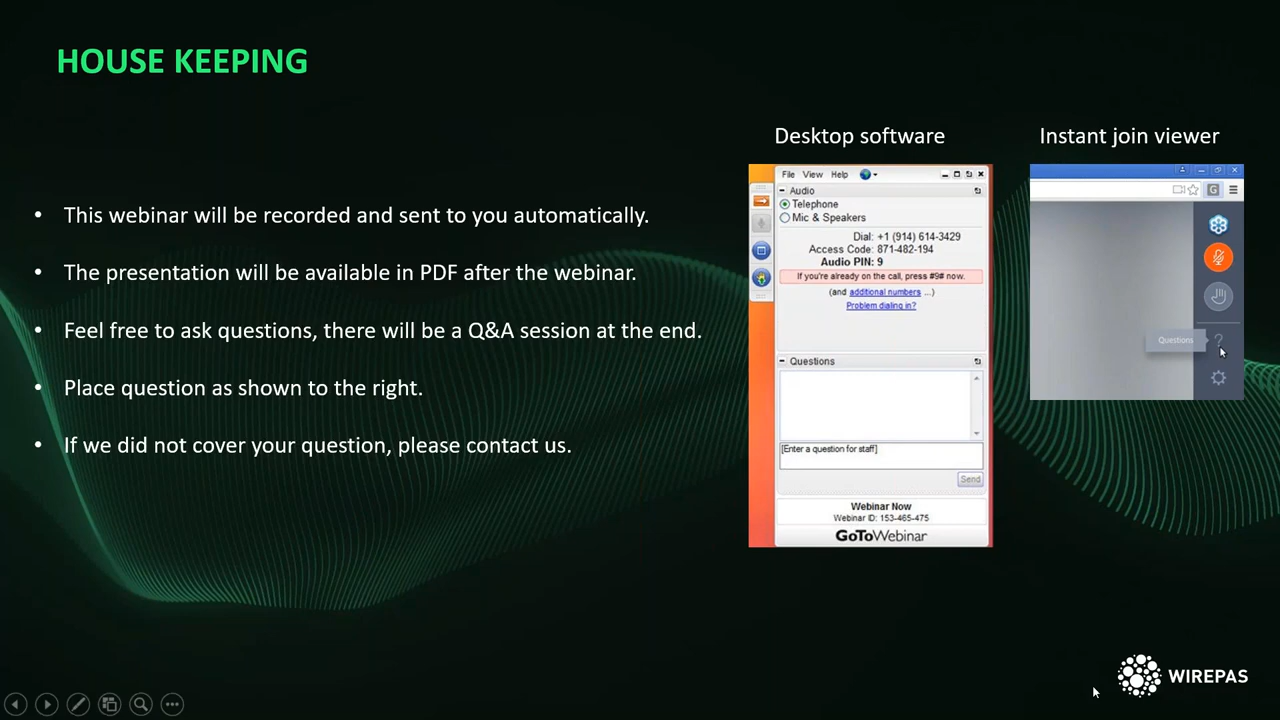 HOUSE KEEPING
• This webinar will be recorded and sent to you automatically.
• The presentation will be available in PDF after the webinar.
• Feel free to ask questions, there will be a Q&A session at the end.
• Place question as shown to the right.
• If we did not cover your question, please contact us.
Desktop software
File View Help
Audio
Telephone
Mic & Speakers
Dial: +1 (914) 614-3429
Access Code: 871-482-194
Audio PIN: 9
If you're already on the call, press #9# now.
(and additional numbers ...)
Problem dialing in?
Questions
[Enter a question for staff]
Send
Webinar Now
Webinar ID: 153-465-475
GoToWebinar
Instant join viewer
G
Questions
?
WIREPAS